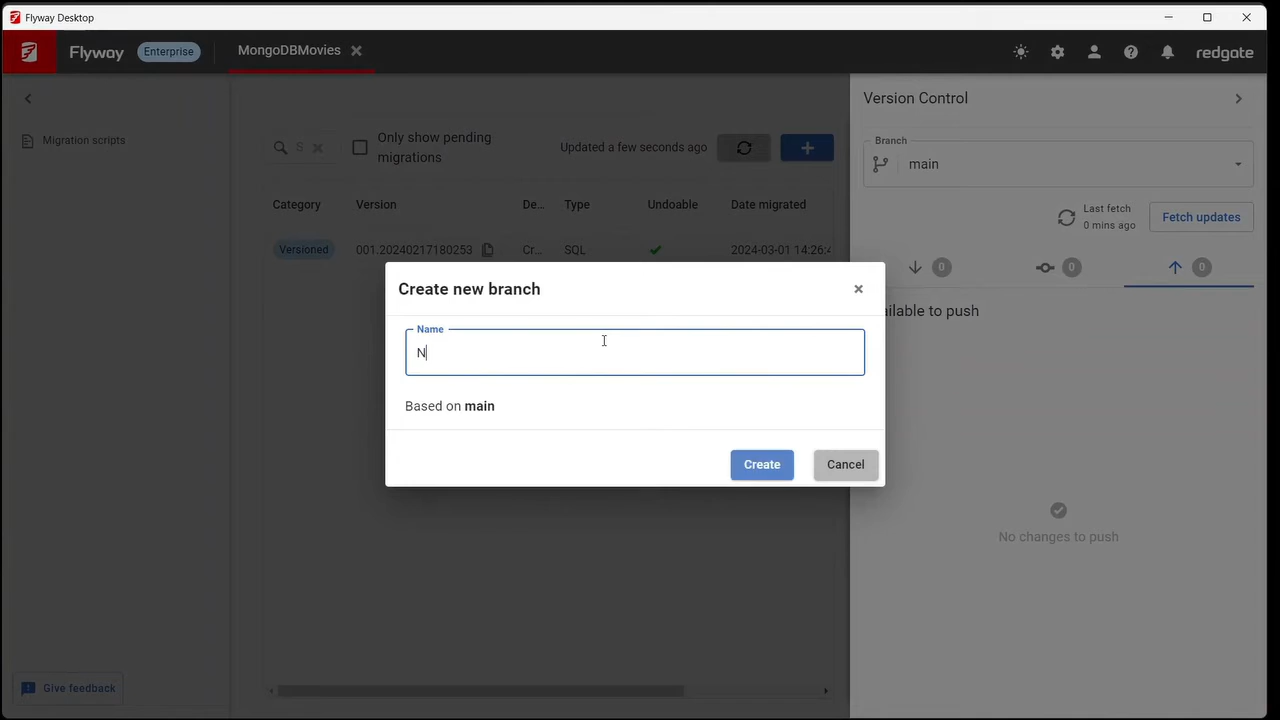 Flyway Desktop
Flyway Enterprise MongoDBMovies redgate
Migration scripts
S Only show pending
migrations
Updated a few seconds ago
Category Version De... Type Undoable Date migrated
Versioned 001.20240217180253 Cr... SQL 2024-03-01 14:26:4
Create new branch
Name
N
Based on main
Create Cancel
Version Control
Branch
main
Last fetch
0 mins ago
Fetch updates
0 0 0
ailable to push
No changes to push
Give feedback